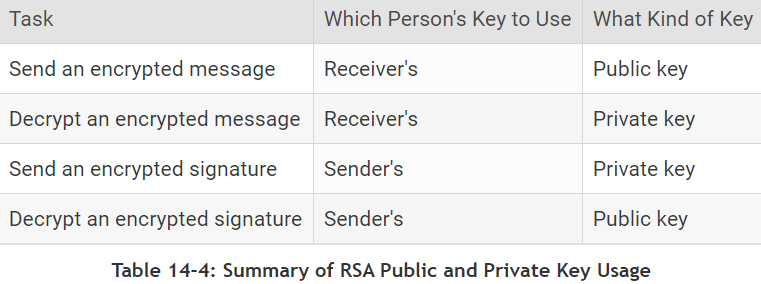 Task Which Person's Key to Use What Kind of Key
Send an encrypted message Receiver's Public key
Decrypt an encrypted message Receiver's Private key
Send an encrypted signature Sender's Private key
Decrypt an encrypted signature Sender's Public key
Table 14-4: Summary of RSA Public and Private Key Usage